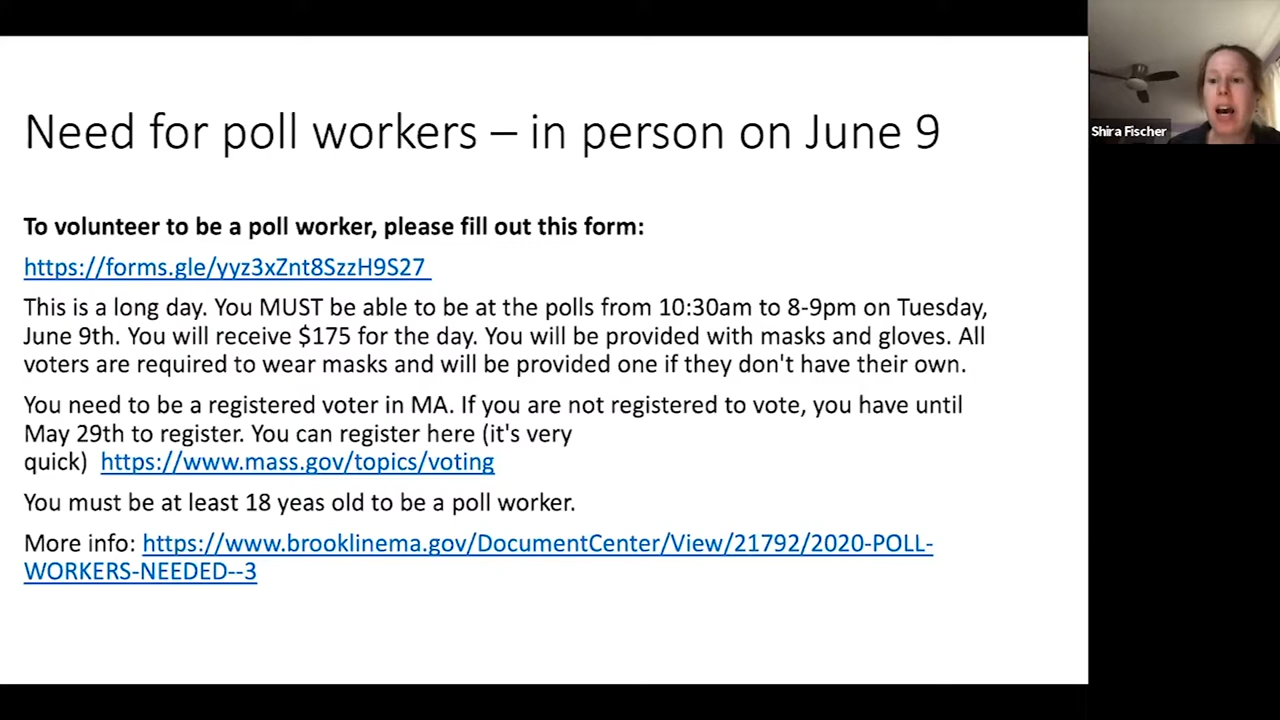 Need for poll workers – in person on June 9
To volunteer to be a poll worker, please fill out this form:
https://forms.gle/yyz3xZnt8SzzH9S27
This is a long day. You MUST be able to be at the polls from 10:30am to 8-9pm on Tuesday,
June 9th. You will receive $175 for the day. You will be provided with masks and gloves. All
voters are required to wear masks and will be provided one if they don't have their own.
You need to be a registered voter in MA. If you are not registered to vote, you have until
May 29th to register. You can register here (it's very
quick) https://www.mass.gov/topics/voting
You must be at least 18 yeas old to be a poll worker.
More info: https://www.brooklinema.gov/DocumentCenter/View/21792/2020-POLL-
WORKERS-NEEDED--3
Shira Fischer